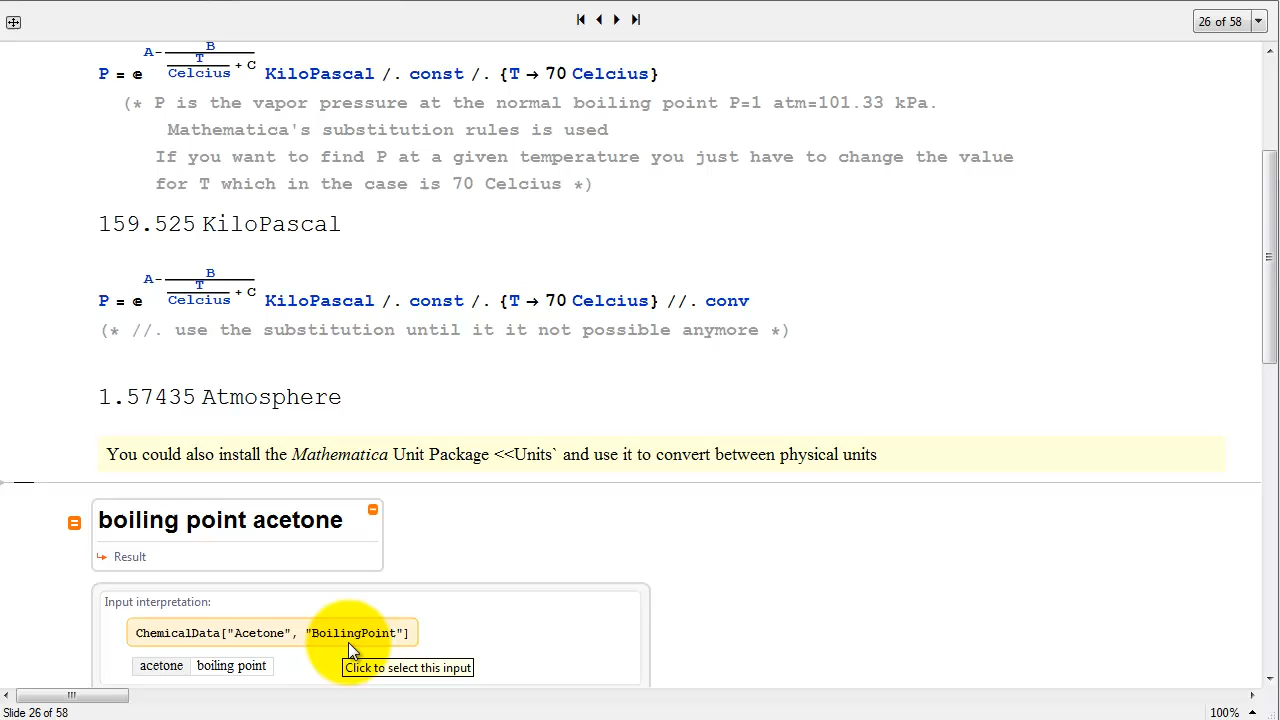 26 of 58
P = e^(A - B/(T/Celcius + C)) KiloPascal /. const /. {T → 70 Celcius}
(* P is the vapor pressure at the normal boiling point P=1 atm=101.33 kPa.
Mathematica's substitution rules is used
If you want to find P at a given temperature you just have to change the value
for T which in the case is 70 Celcius *)
159.525 KiloPascal
P = e^(A - B/(T/Celcius + C)) KiloPascal /. const /. {T → 70 Celcius} //. conv
(* //. use the substitution until it it not possible anymore *)
1.57435 Atmosphere
You could also install the Mathematica Unit Package <<Units` and use it to convert between physical units
boiling point acetone
Result
Input interpretation:
ChemicalData["Acetone", "BoilingPoint"]
acetone boiling point
Click to select this input
Slide 26 of 58
100%